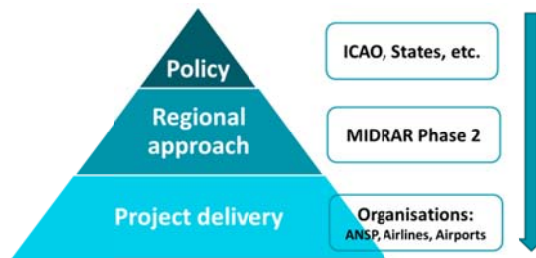 Policy
ICAO, States, etc.
Regional
approach
MIDRAR Phase 2
Project delivery
Organisations:
ANSP, Airlines, Airports